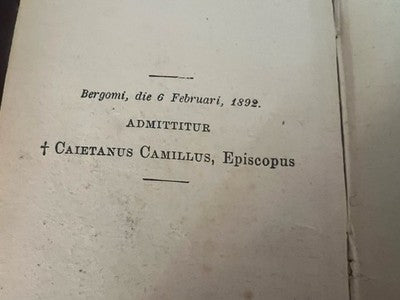 Bergomi, die 6 Februari, 1892.
ADMITTITUR
† CAIETANUS CAMILLUS, Episcopus